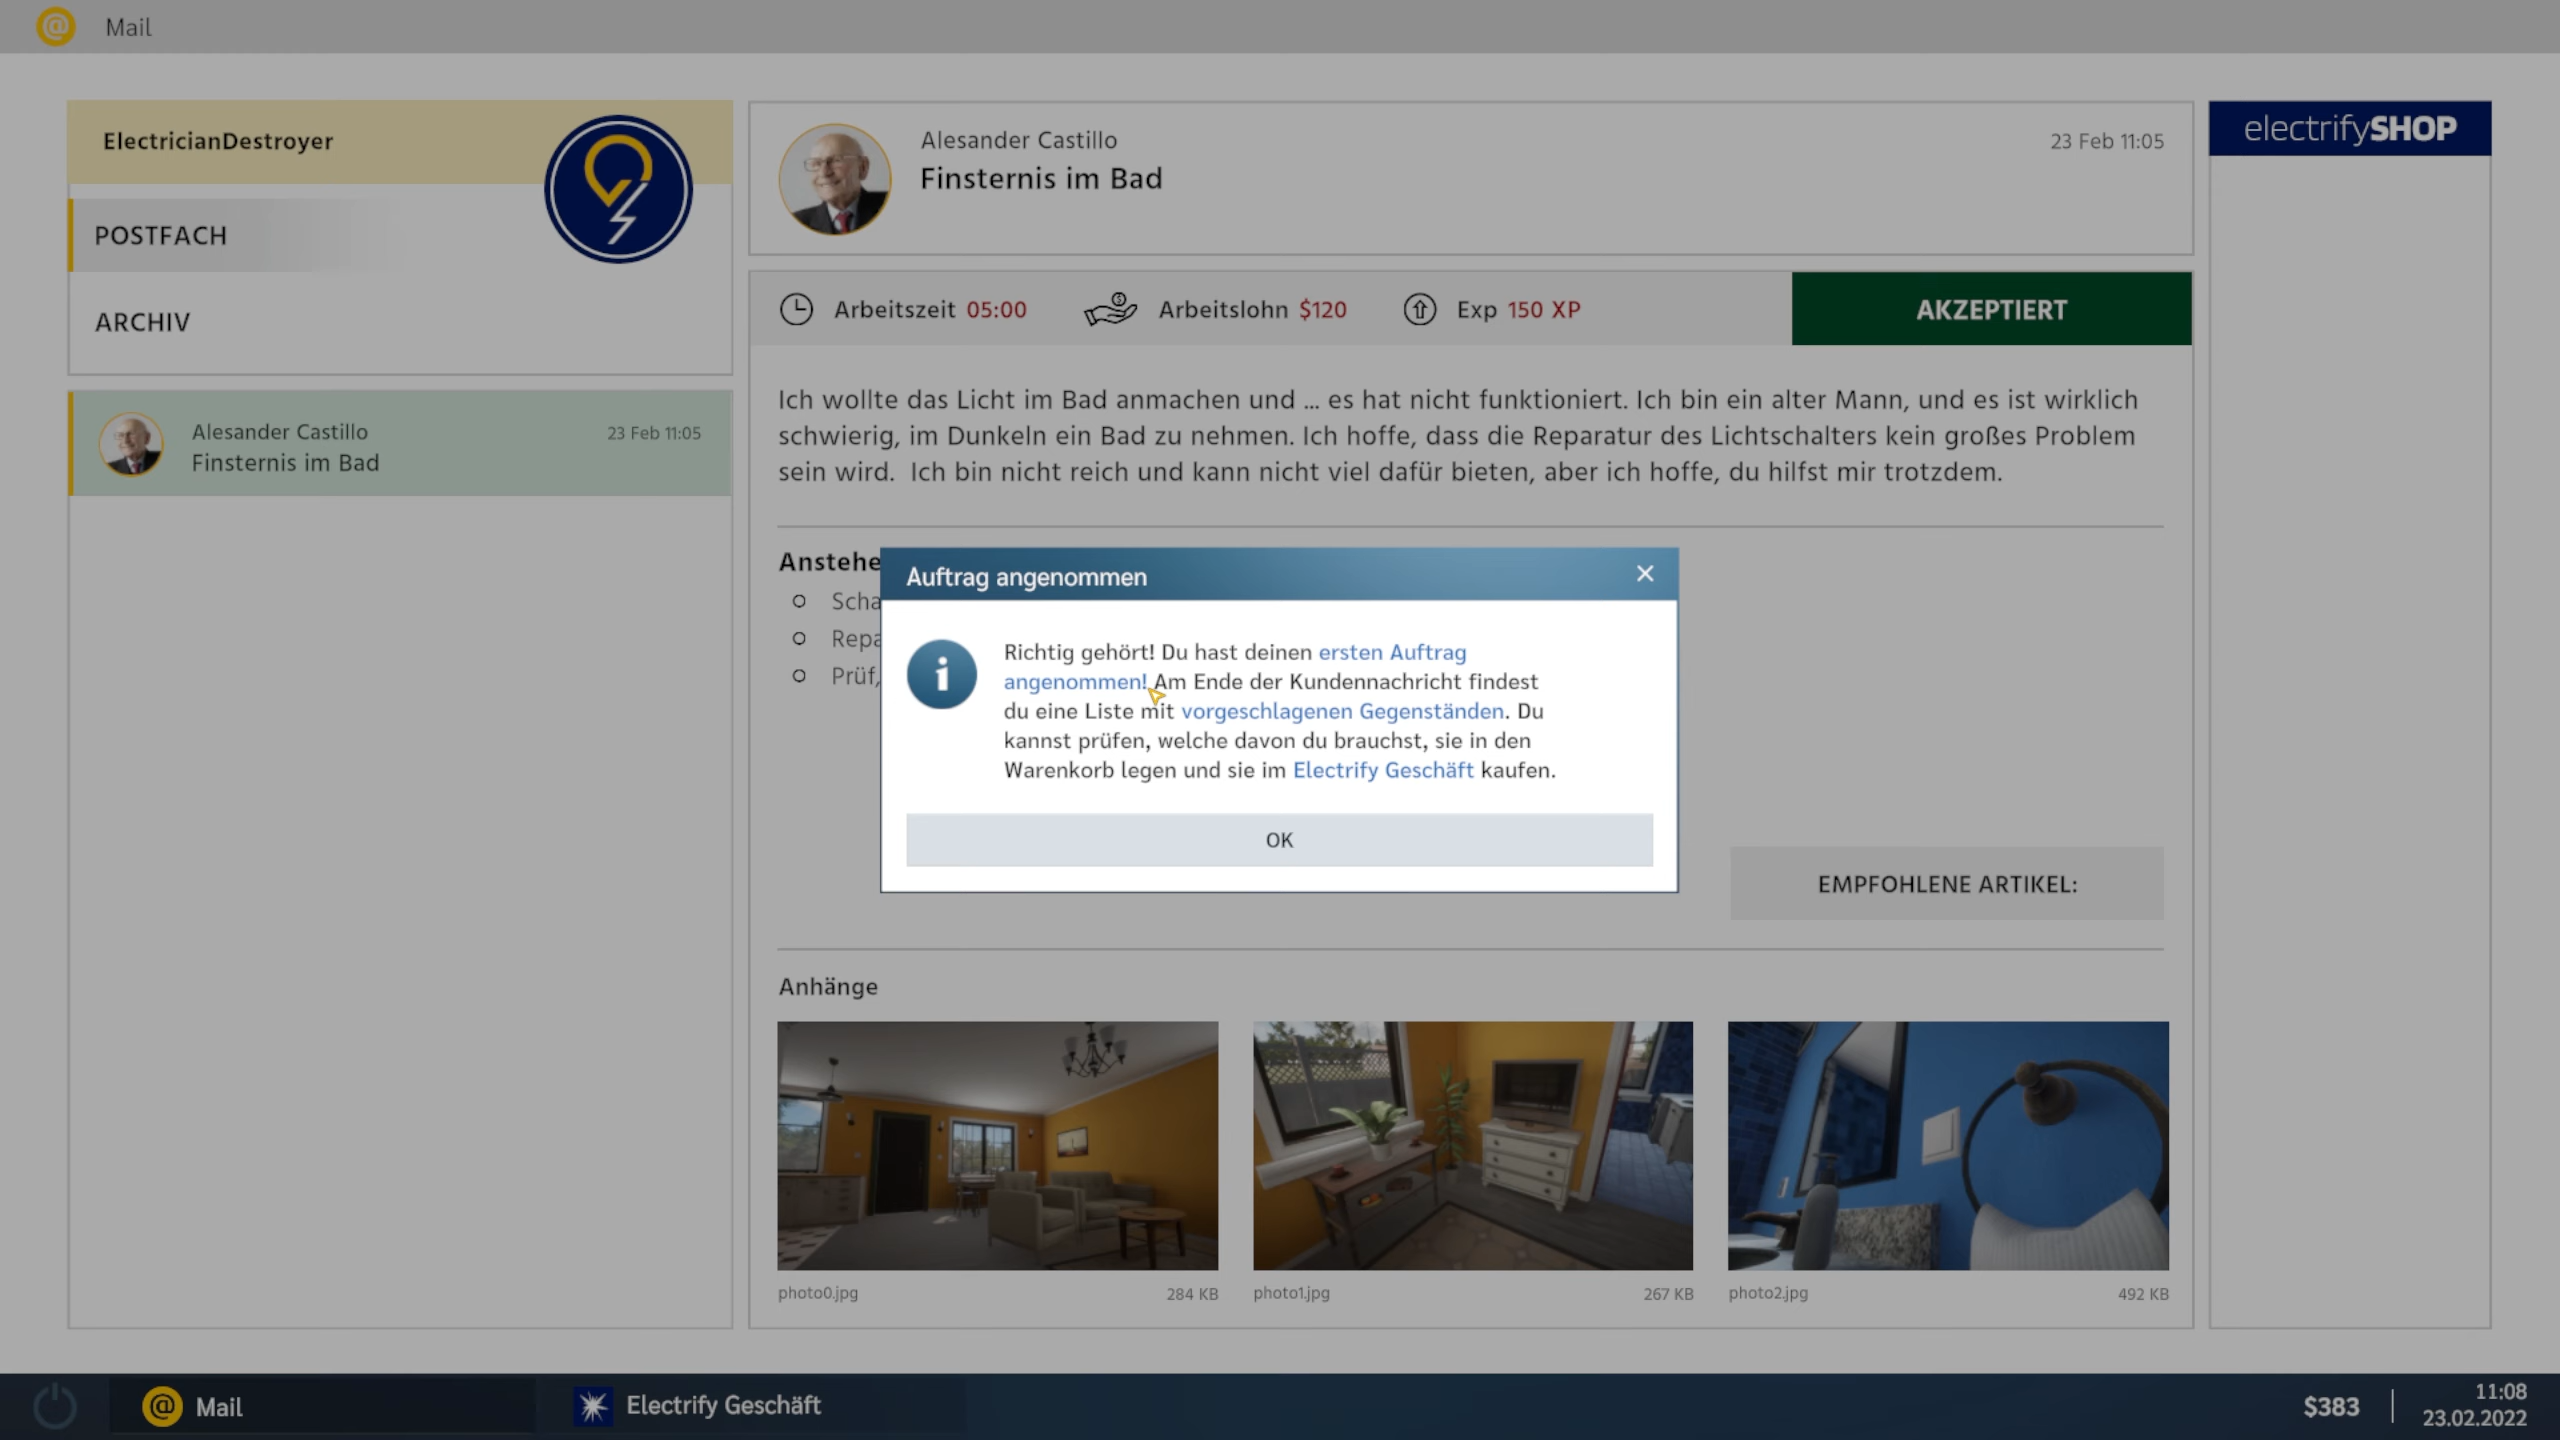 Mail
ElectricianDestroyer
POSTFACH
ARCHIV
Alesander Castillo
23 Feb 11:05
Finsternis im Bad
Alesander Castillo
23 Feb 11:05
Finsternis im Bad
Arbeitszeit 05:00
Arbeitslohn $120
Exp 150 XP
AKZEPTIERT
Ich wollte das Licht im Bad anmachen und ... es hat nicht funktioniert. Ich bin ein alter Mann, und es ist wirklich
schwierig, im Dunkeln ein Bad zu nehmen. Ich hoffe, dass die Reparatur des Lichtschalters kein großes Problem
sein wird. Ich bin nicht reich und kann nicht viel dafür bieten, aber ich hoffe, du hilfst mir trotzdem.
Anstehe
Scha
Repa
Prüf,
Auftrag angenommen
Richtig gehört! Du hast deinen ersten Auftrag
angenommen! Am Ende der Kundennachricht findest
du eine Liste mit vorgeschlagenen Gegenständen. Du
kannst prüfen, welche davon du brauchst, sie in den
Warenkorb legen und sie im Electrify Geschäft kaufen.
OK
EMPFOHLENE ARTIKEL:
Anhänge
photo0.jpg 284 KB
photo1.jpg 267 KB
photo2.jpg 492 KB
electrifySHOP
Mail
Electrify Geschäft
$383
11:08
23.02.2022